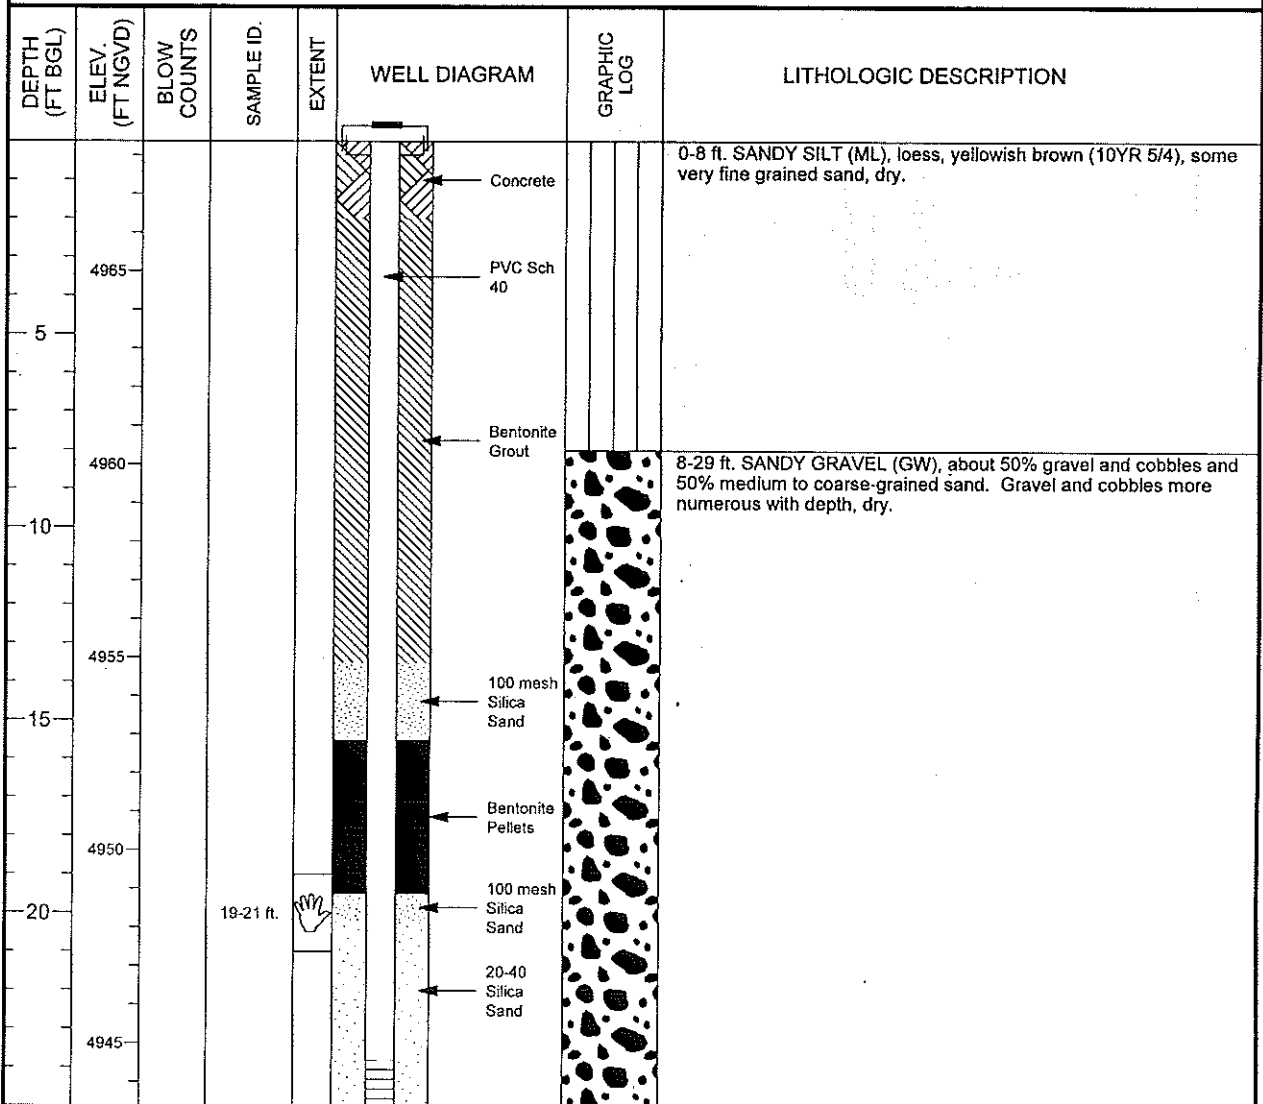 DEPTH
(FT BGL)
ELEV.
(FT NGVD)
BLOW
COUNTS
SAMPLE ID.
EXTENT
WELL DIAGRAM
GRAPHIC
LOG
LITHOLOGIC DESCRIPTION
0-8 ft. SANDY SILT (ML), loess, yellowish brown (10YR 5/4), some
very fine grained sand, dry.
Concrete
4965
PVC Sch
40
5
Bentonite
Grout
4960
8-29 ft. SANDY GRAVEL (GW), about 50% gravel and cobbles and
50% medium to coarse-grained sand. Gravel and cobbles more
numerous with depth, dry.
10
4955
100 mesh
Silica
Sand
15
Bentonite
Pellets
4950
100 mesh
Silica
Sand
20
19-21 ft.
20-40
Silica
Sand
4945